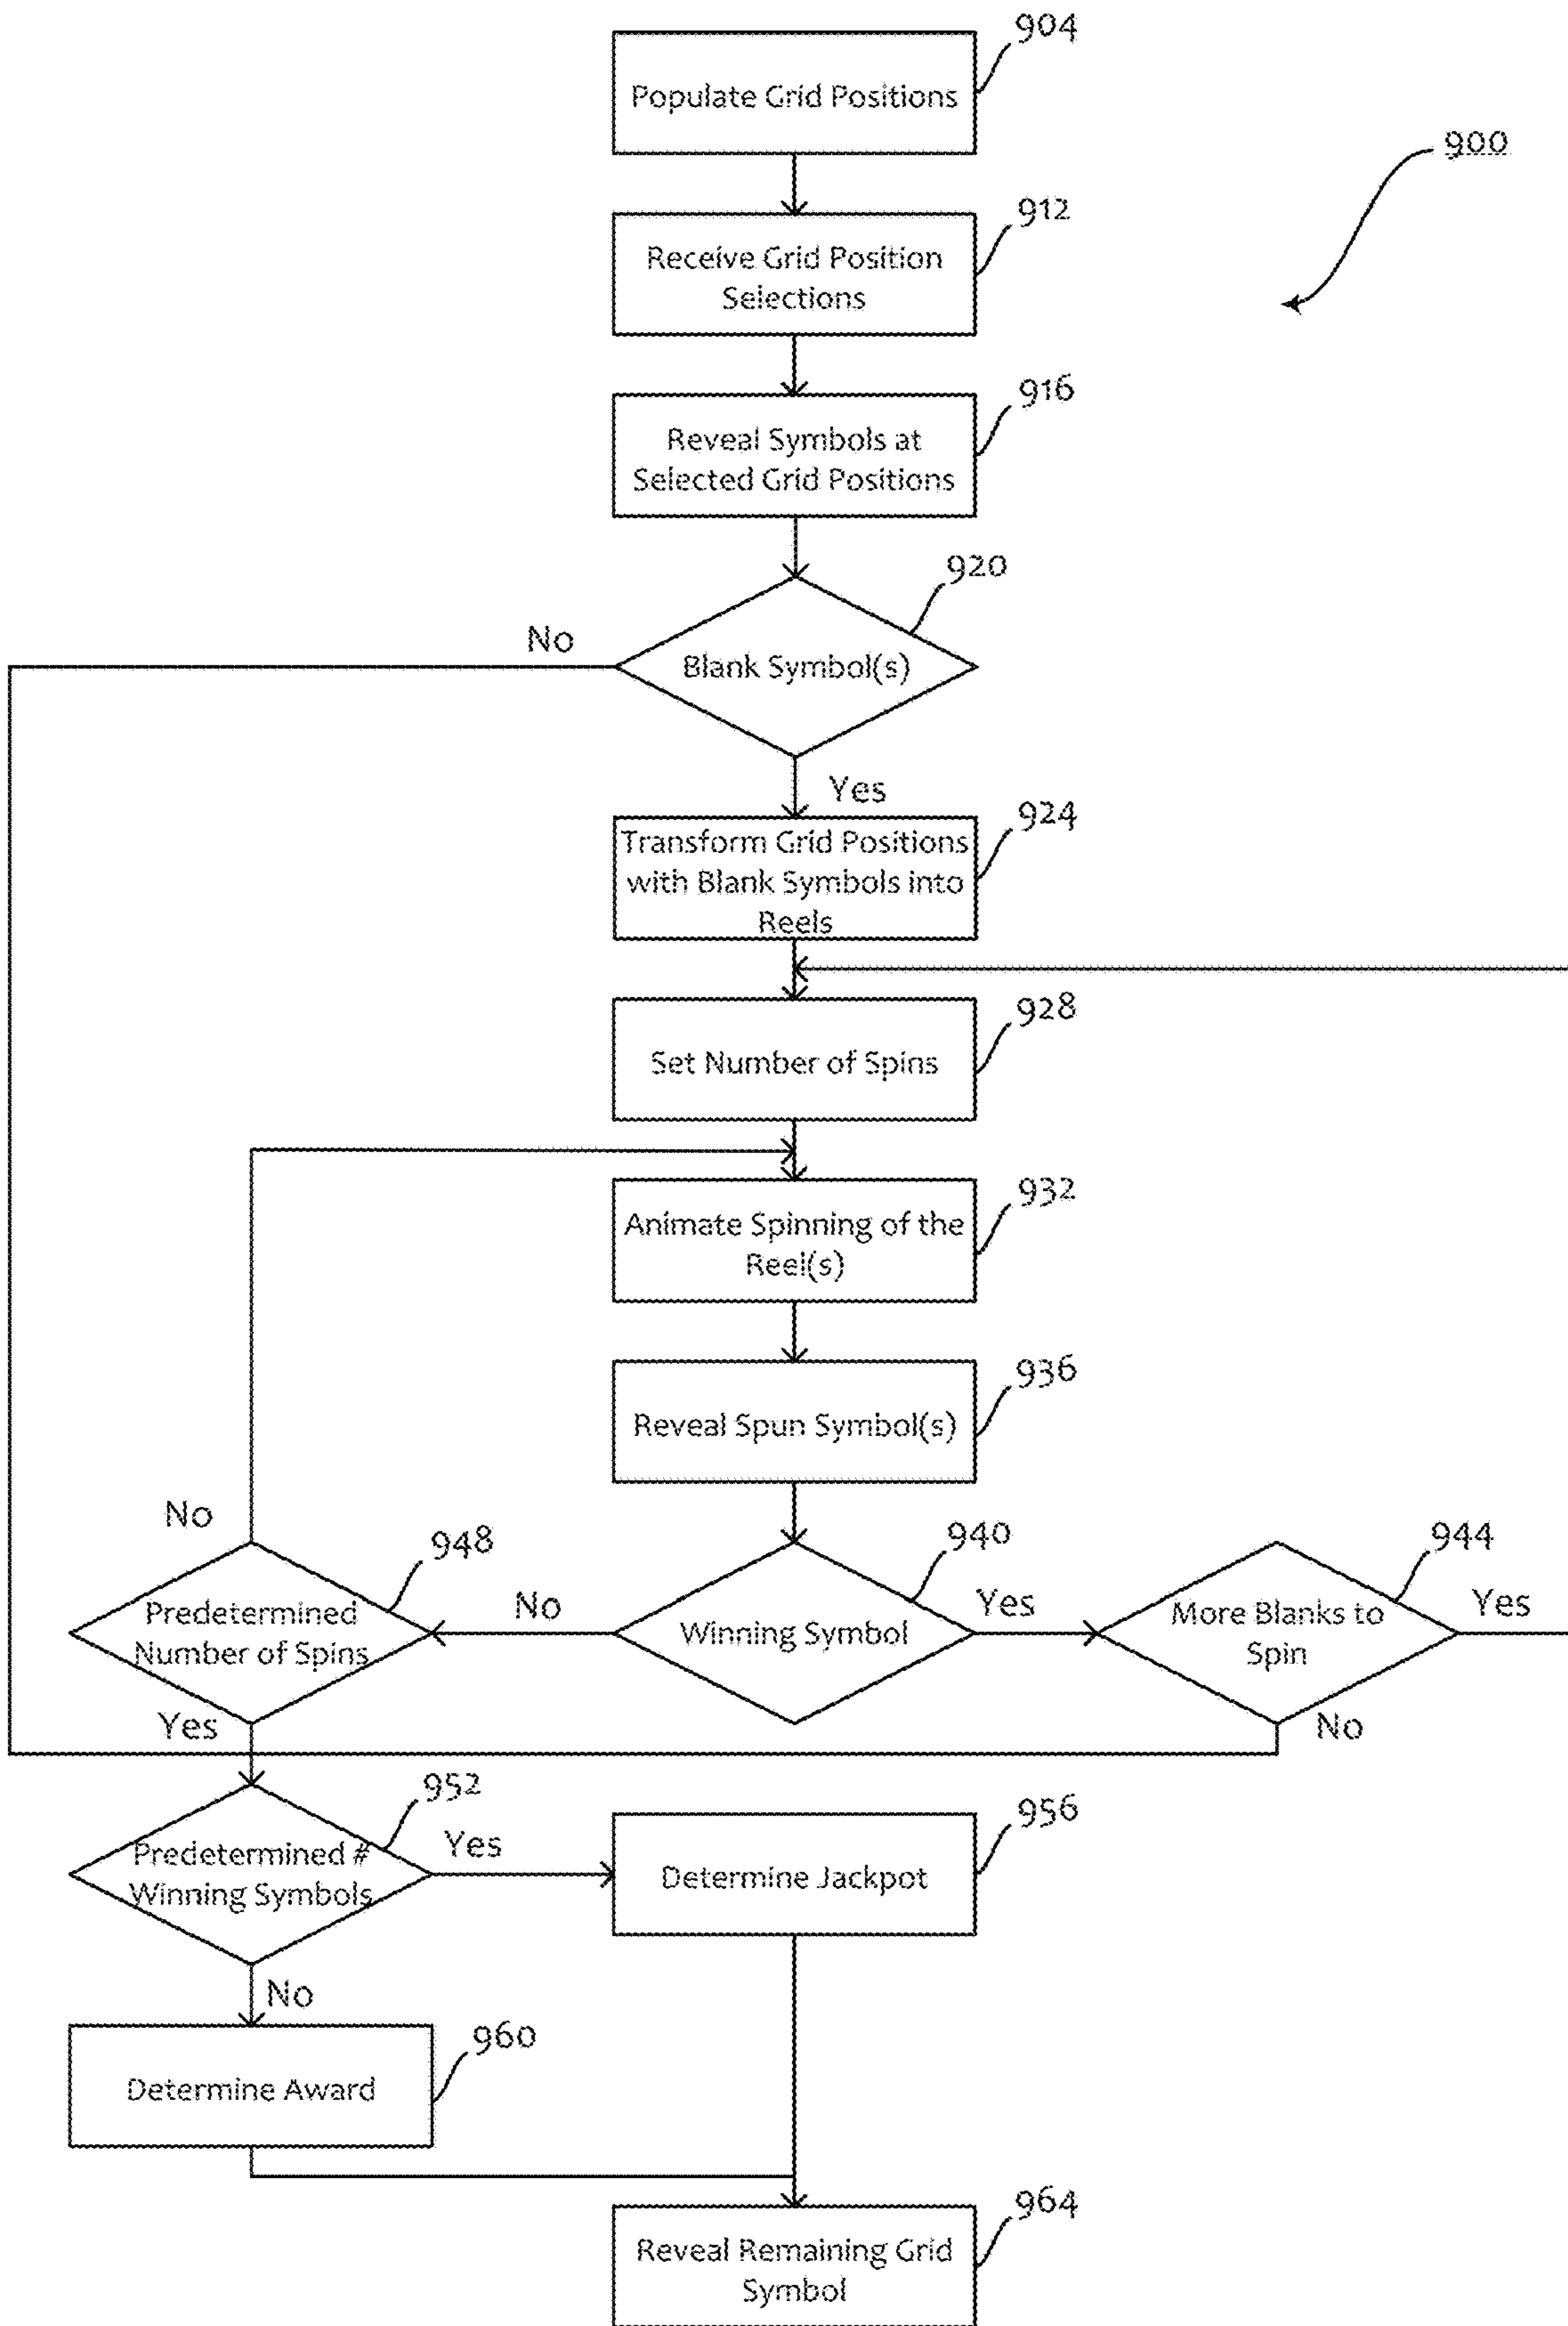 904
Populate Grid Positions
900
912
Receive Grid Position
Selections
916
Reveal Symbols at
Selected Grid Positions
920
No
Blank Symbol(s)
Yes
924
Transform Grid Positions
with Blank Symbols into
Reels
928
Set Number of Spins
932
Animate Spinning of the
Reel(s)
936
Reveal Spun Symbol(s)
No
948
940
944
Predetermined
Number of Spins
No
Winning Symbol
Yes
More Blanks to
Spin
Yes
Yes
No
952
Predetermined #
Winning Symbols
Yes
956
Determine Jackpot
No
960
Determine Award
964
Reveal Remaining Grid
Symbol